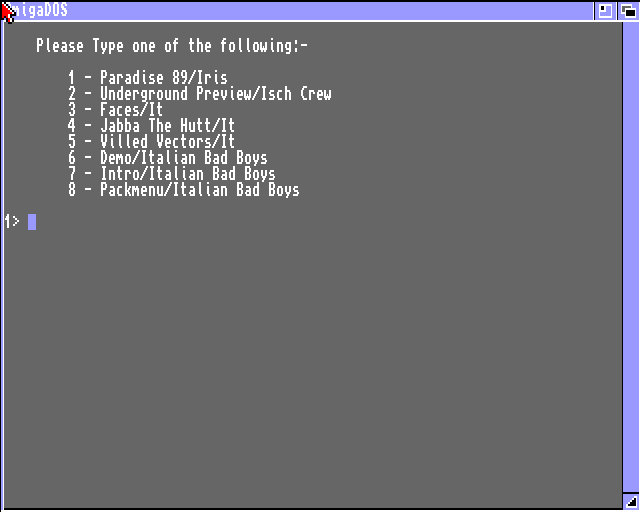 AmigaDOS
Please Type one of the following:-
1 - Paradise 89/Iris
2 - Underground Preview/Isch Crew
3 - Faces/It
4 - Jabba The Hutt/It
5 - Villed Vectors/It
6 - Demo/Italian Bad Boys
7 - Intro/Italian Bad Boys
8 - Packmenu/Italian Bad Boys
1>